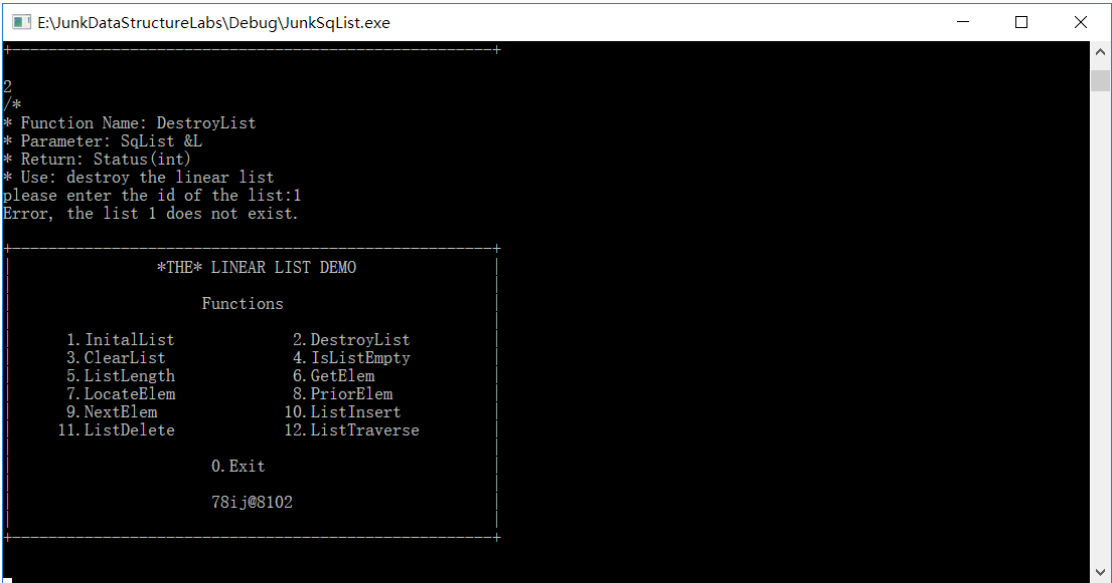 E:\JunkDataStructureLabs\Debug\JunkSqList.exe
2
/*
* Function Name: DestroyList
* Parameter: SqList &L
* Return: Status(int)
* Use: destroy the linear list
please enter the id of the list:1
Error, the list 1 does not exist.
*THE* LINEAR LIST DEMO
Functions
1.InitalList 2.DestroyList
3.ClearList 4.IsListEmpty
5.ListLength 6.GetElem
7.LocateElem 8.PriorElem
9.NextElem 10.ListInsert
11.ListDelete 12.ListTraverse
0.Exit
78ij@8102